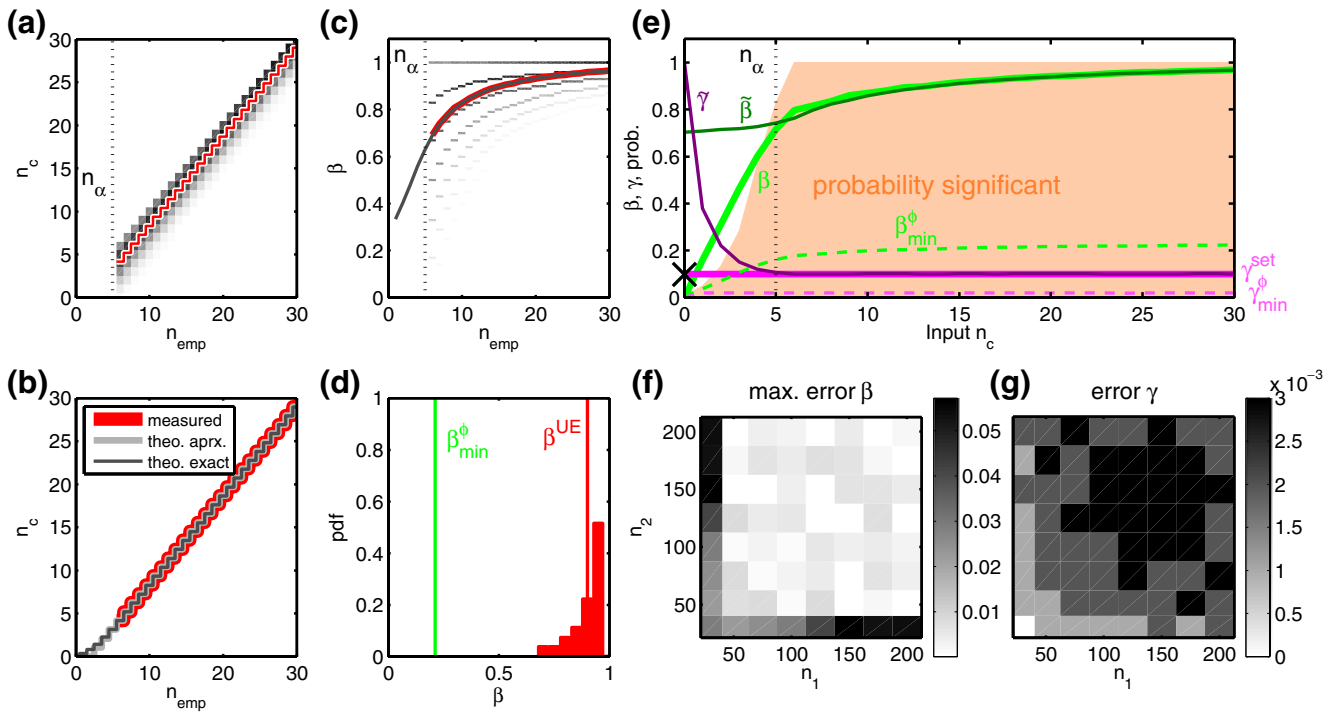 (a)
30
25
20
15
10
5
0
n_c
n_α
0
10
20
30
n_emp
(c)
1
0.8
0.6
0.4
0.2
0
β
n_α
0
10
20
30
n_emp
(e)
1
0.8
0.6
0.4
0.2
0
β, γ, prob.
n_α
γ̃
β̃
β
probability significant
β^ϕ_min
γ^set
γ^ϕ_min
0
5
10
15
20
25
30
Input n_c
(b)
30
25
20
15
10
5
0
n_c
measured
theo. aprx.
theo. exact
0
10
20
30
n_emp
(d)
1
0.8
0.6
0.4
0.2
0
pdf
β^ϕ_min
β^UE
0
0.5
1
β
(f)
max. error β
200
150
100
50
n_2
50
100
150
200
n_1
0.05
0.04
0.03
0.02
0.01
(g)
error γ
x 10^−3
50
100
150
200
n_1
3
2.5
2
1.5
1
0.5
0